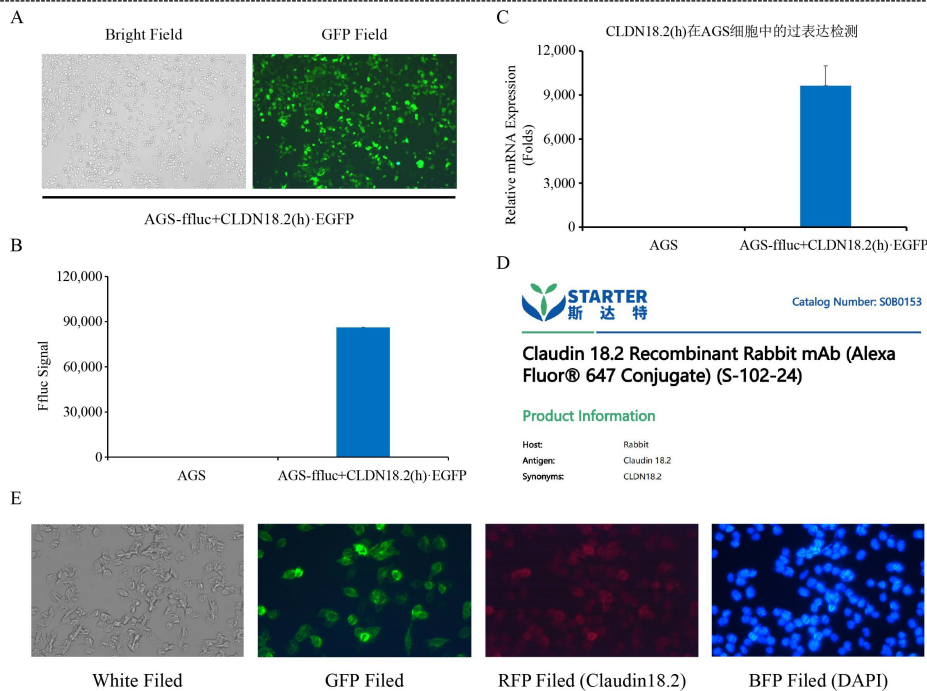 A
Bright Field
GFP Field
AGS-ffluc+CLDN18.2(h)·EGFP
B
Ffluc Signal
120,000
90,000
60,000
30,000
0
AGS
AGS-ffluc+CLDN18.2(h)·EGFP
C
CLDN18.2(h)在AGS细胞中的过表达检测
Relative mRNA Expression
(Folds)
12,000
9,000
6,000
3,000
0
AGS
AGS-ffluc+CLDN18.2(h)·EGFP
D
STARTER
斯达特
Catalog Number: S0B0153
Claudin 18.2 Recombinant Rabbit mAb (Alexa
Fluor® 647 Conjugate) (S-102-24)
Product Information
Host: Rabbit
Antigen: Claudin 18.2
Synonyms: CLDN18.2
E
White Filed
GFP Filed
RFP Filed (Claudin18.2)
BFP Filed (DAPI)